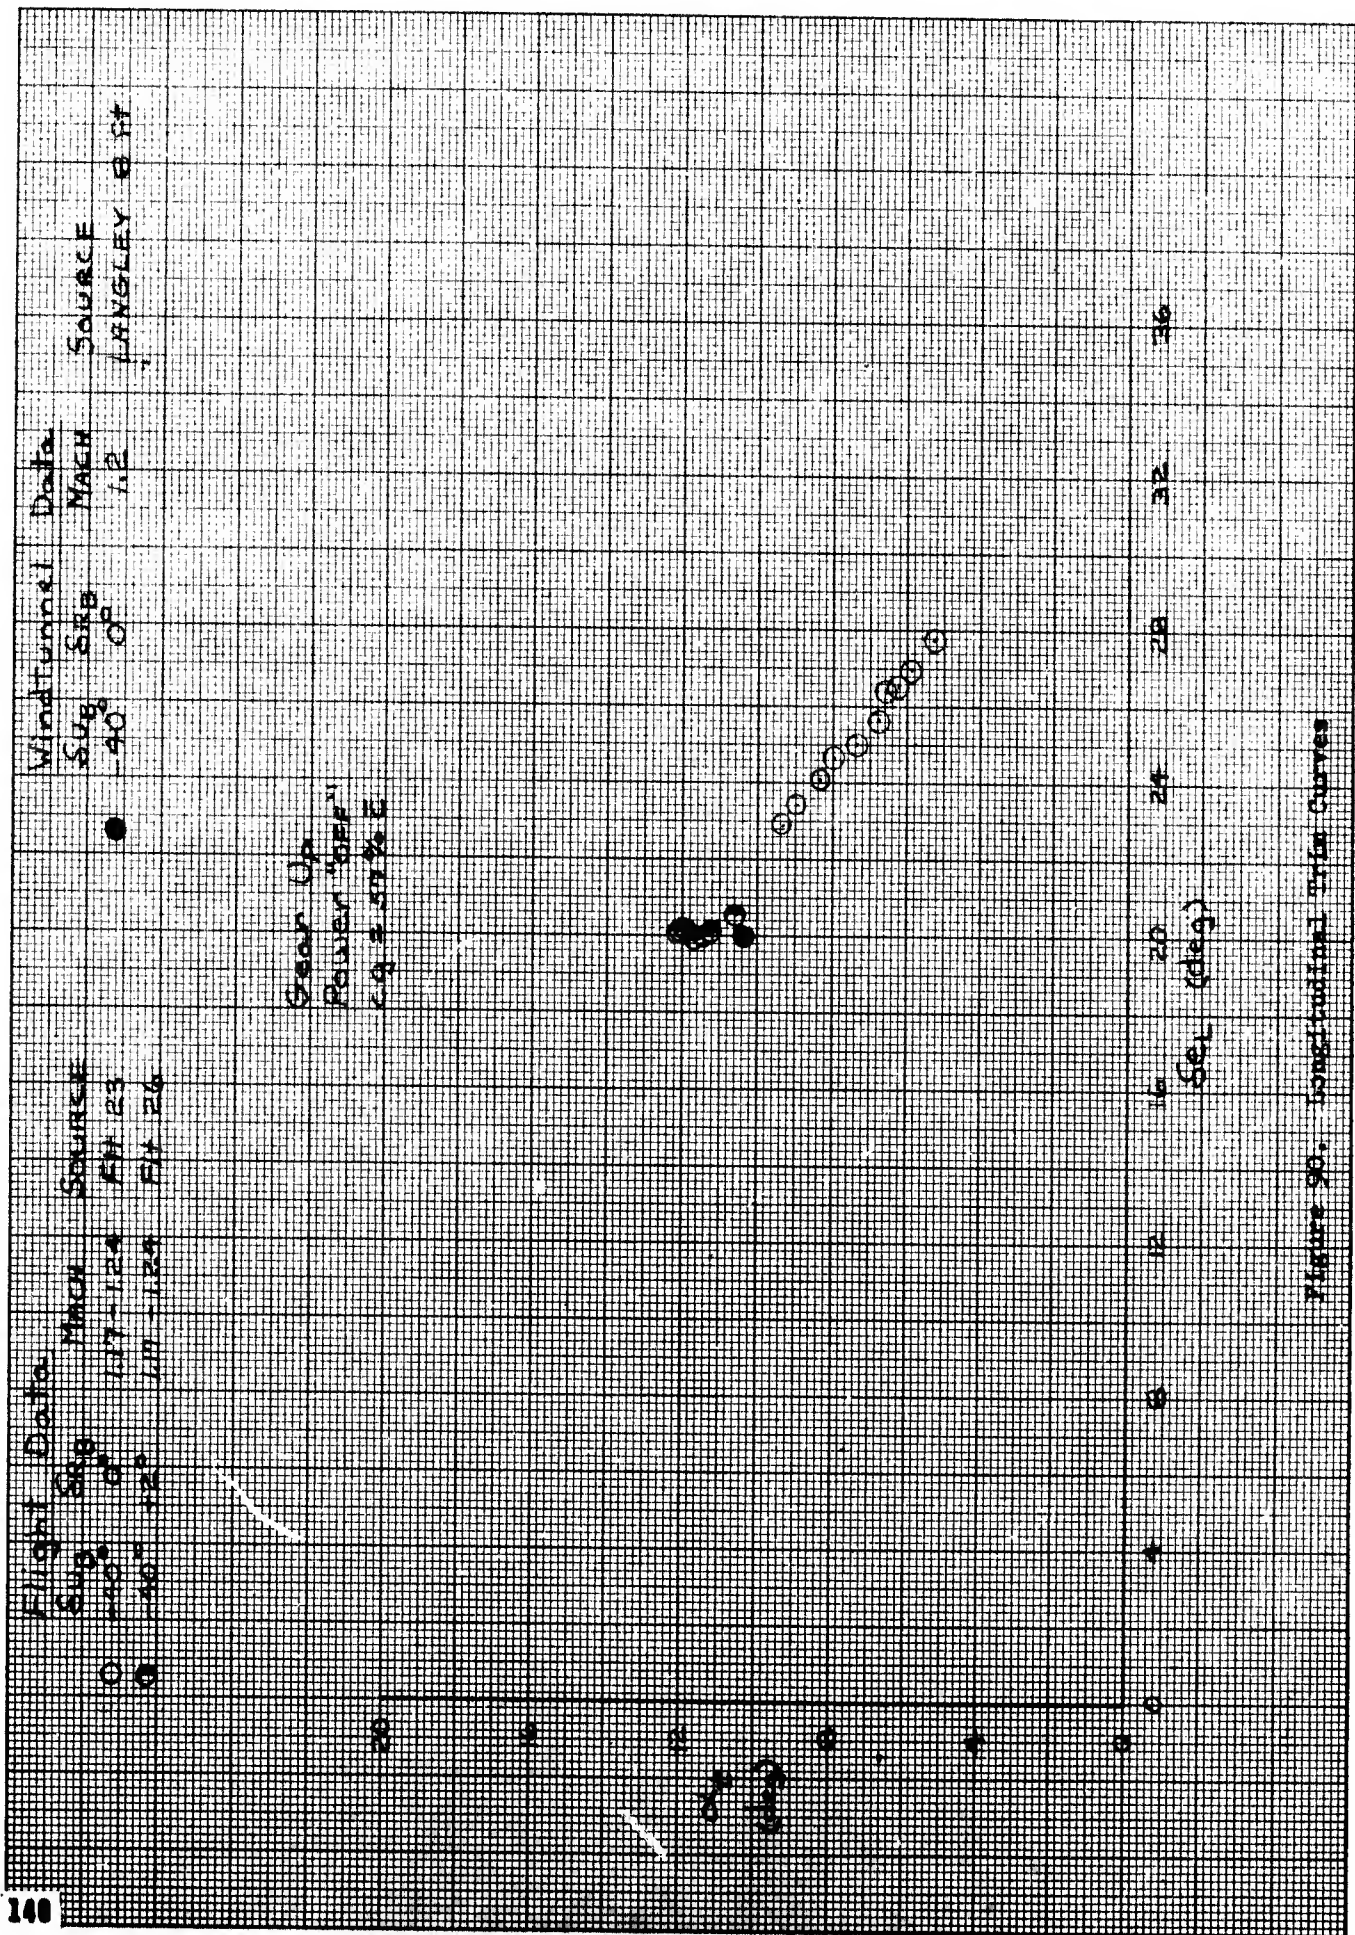 140
Flight Data
δUB δRB MACH SOURCE
-40° 0° 1.17-1.24 Flt 23
-40° +2° 1.17-1.24 Flt 26
Windtunnel Data
δUB δRB MACH SOURCE
-40° 0° 1.2 LANGLEY 8 ft
Gear Up
Power "OFF"
cg = % c̄
20
16
12
8
4
0
α
(deg)
0 4 8 12 16 20 24 28 32 36
δeL (deg)
Figure 90. Longitudinal Trim Curves